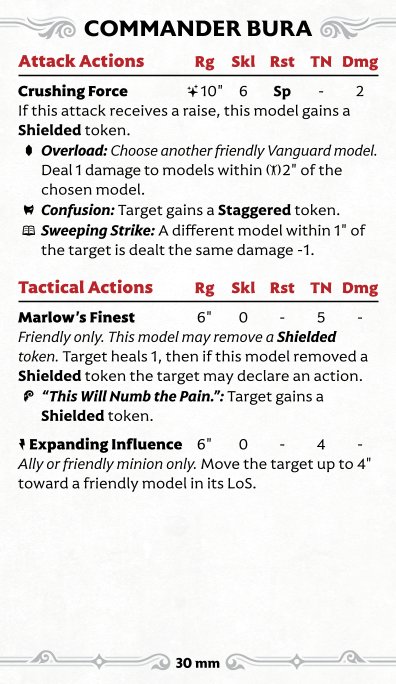 COMMANDER BURA
Attack Actions Rg Skl Rst TN Dmg
Crushing Force 10" 6 Sp - 2
If this attack receives a raise, this model gains a
Shielded token.
Overload: Choose another friendly Vanguard model.
Deal 1 damage to models within 2" of the
chosen model.
Confusion: Target gains a Staggered token.
Sweeping Strike: A different model within 1" of
the target is dealt the same damage -1.
Tactical Actions Rg Skl Rst TN Dmg
Marlow's Finest 6" 0 - 5 -
Friendly only. This model may remove a Shielded
token. Target heals 1, then if this model removed a
Shielded token the target may declare an action.
“This Will Numb the Pain.”: Target gains a
Shielded token.
Expanding Influence 6" 0 - 4 -
Ally or friendly minion only. Move the target up to 4"
toward a friendly model in its LoS.
30 mm